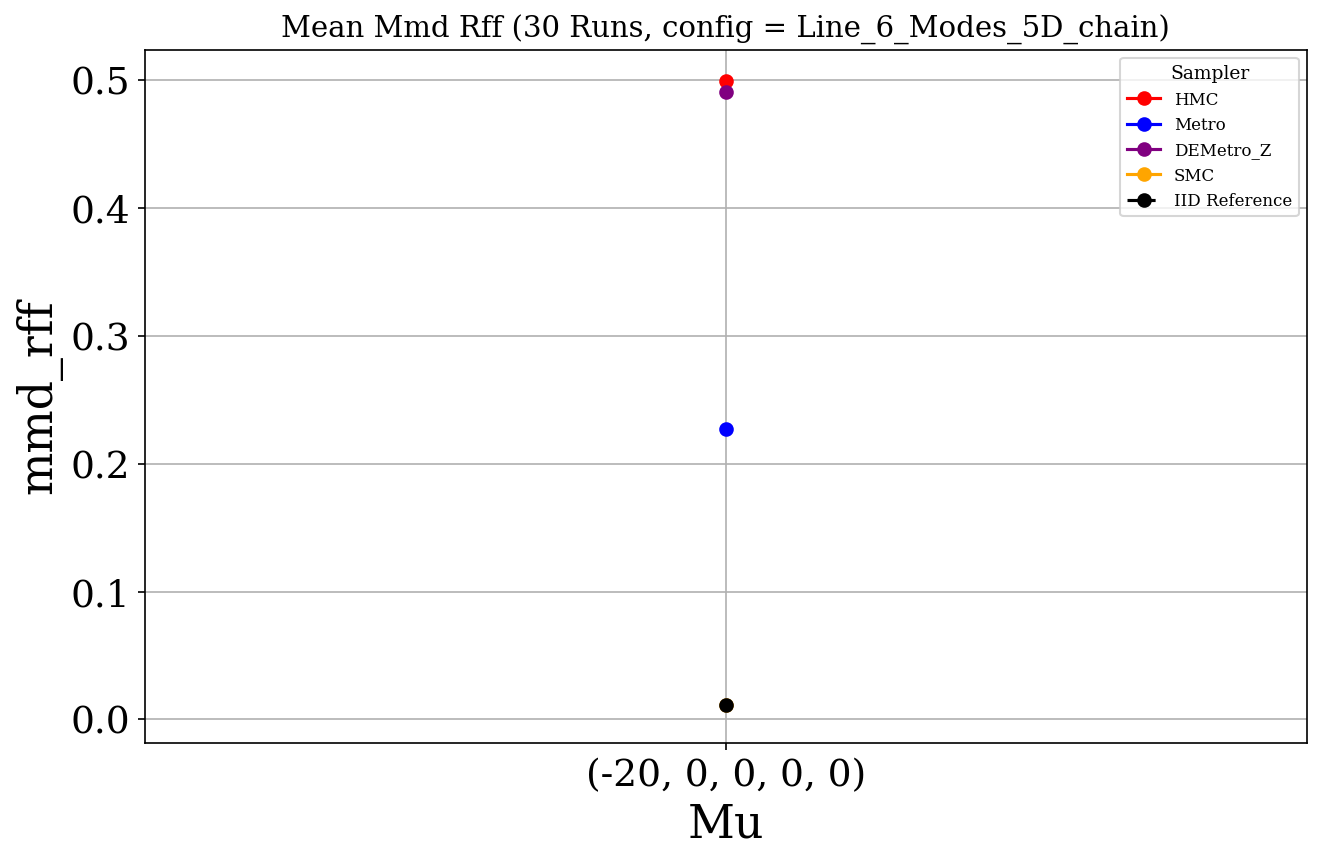 Mean Mmd Rff (30 Runs, config = Line_6_Modes_5D_chain)
Sampler
HMC
Metro
DEMetro_Z
SMC
IID Reference
mmd_rff
0.5
0.4
0.3
0.2
0.1
0.0
(-20, 0, 0, 0, 0)
Mu